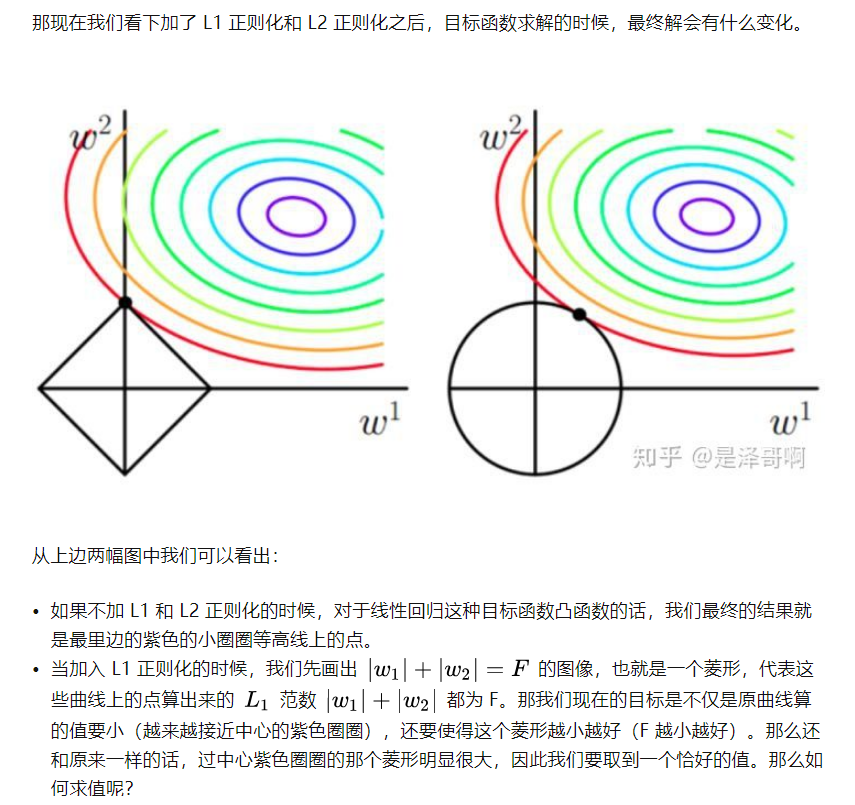 那现在我们看下加了 L1 正则化和 L2 正则化之后，目标函数求解的时候，最终解会有什么变化。
w² w²
w¹ w¹
知乎 @是泽哥啊
从上边两幅图中我们可以看出：
• 如果不加 L1 和 L2 正则化的时候，对于线性回归这种目标函数凸函数的话，我们最终的结果就
是最里边的紫色的小圈圈等高线上的点。
• 当加入 L1 正则化的时候，我们先画出 |w₁| + |w₂| = F 的图像，也就是一个菱形，代表这
些曲线上的点算出来的 L₁ 范数 |w₁| + |w₂| 都为 F。那我们现在的目标是不仅是原曲线算
的值要小（越来越接近中心的紫色圈圈），还要使得这个菱形越小越好（F 越小越好）。那么还
和原来一样的话，过中心紫色圈圈的那个菱形明显很大，因此我们要取到一个恰好的值。那么如
何求值呢？